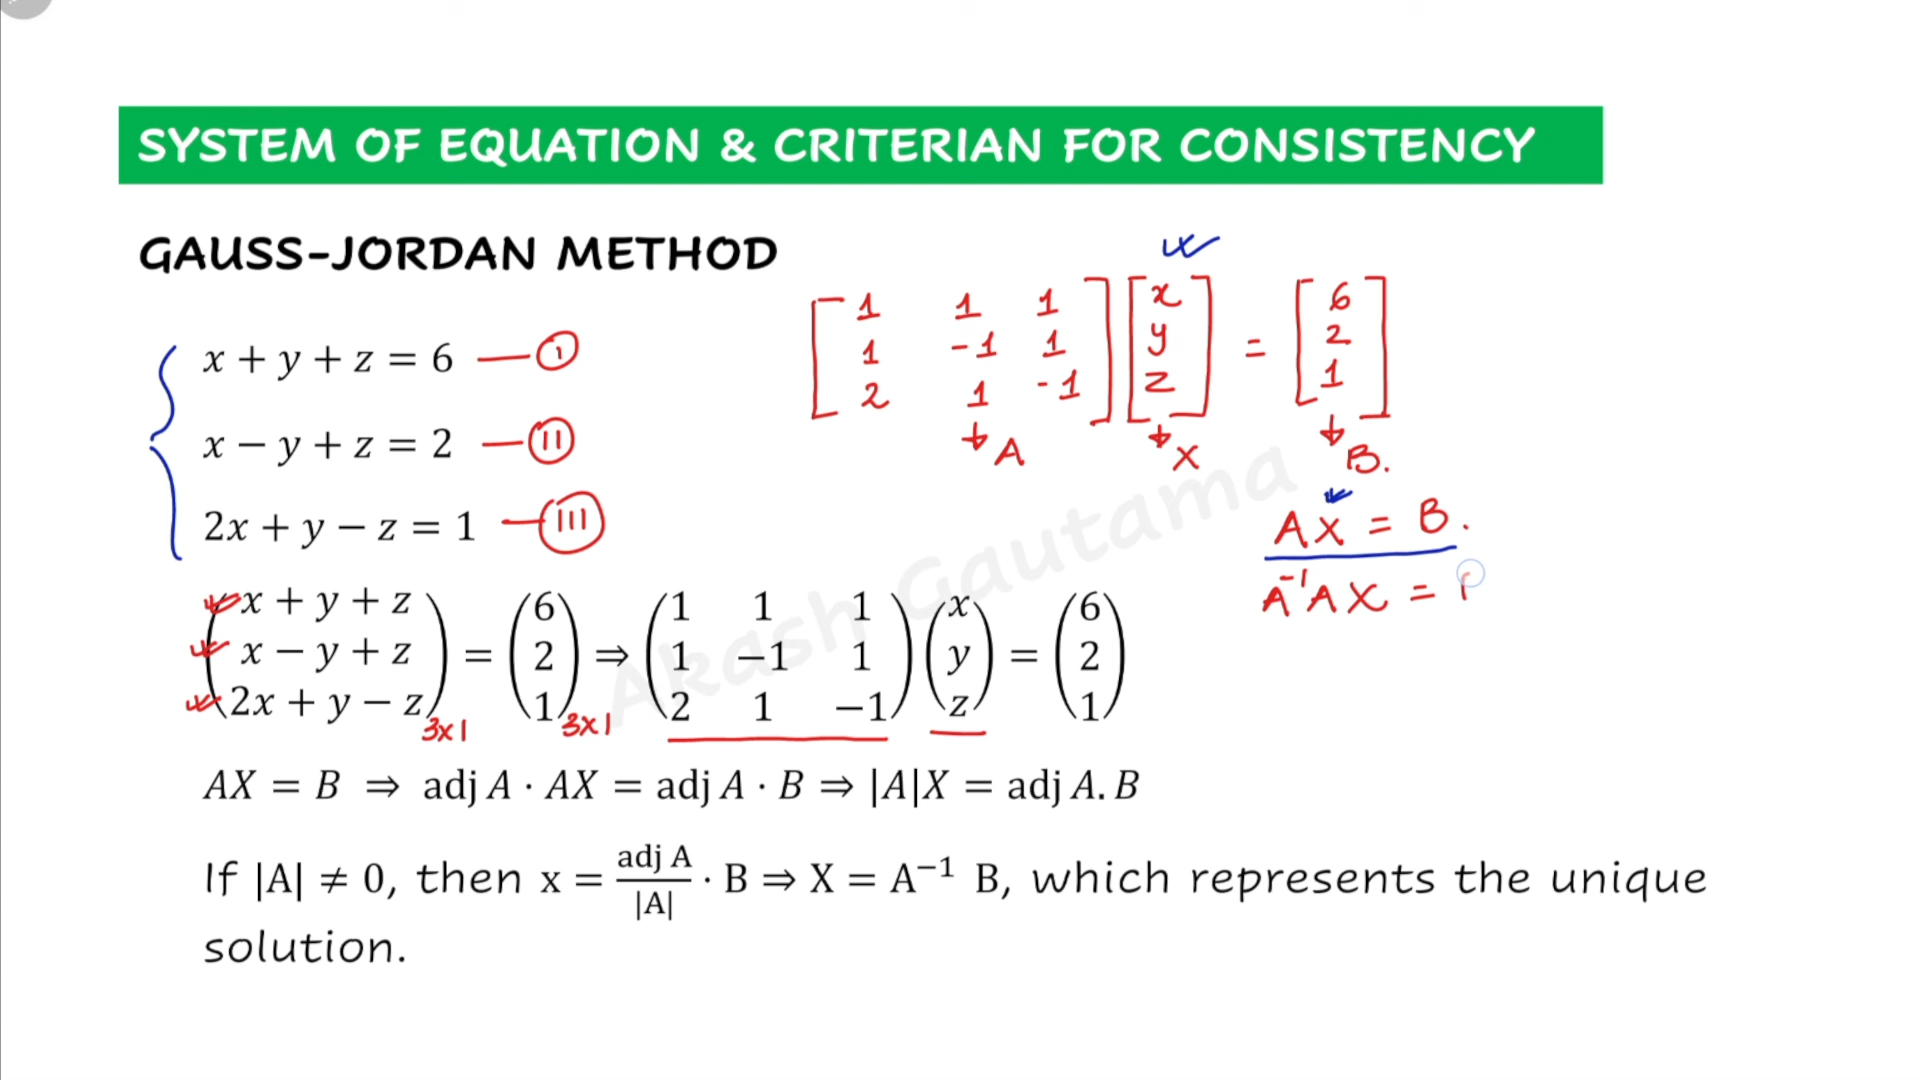 SYSTEM OF EQUATION & CRITERIAN FOR CONSISTENCY
GAUSS-JORDAN METHOD
x + y + z = 6 — I
x − y + z = 2 — II
2x + y − z = 1 — III
[1 1 1; 1 -1 1; 2 1 -1] [x; y; z] = [6; 2; 1]
A X B.
AX = B.
A⁻¹AX =
(x + y + z; x − y + z; 2x + y − z) 3x1 = (6; 2; 1) 3x1 ⇒ (1 1 1; 1 −1 1; 2 1 −1) (x; y; z) = (6; 2; 1)
AX = B ⇒ adj A · AX = adj A · B ⇒ |A|X = adj A. B
If |A| ≠ 0, then x = adj A / |A| · B ⇒ X = A⁻¹ B, which represents the unique
solution.
Akash Gautama